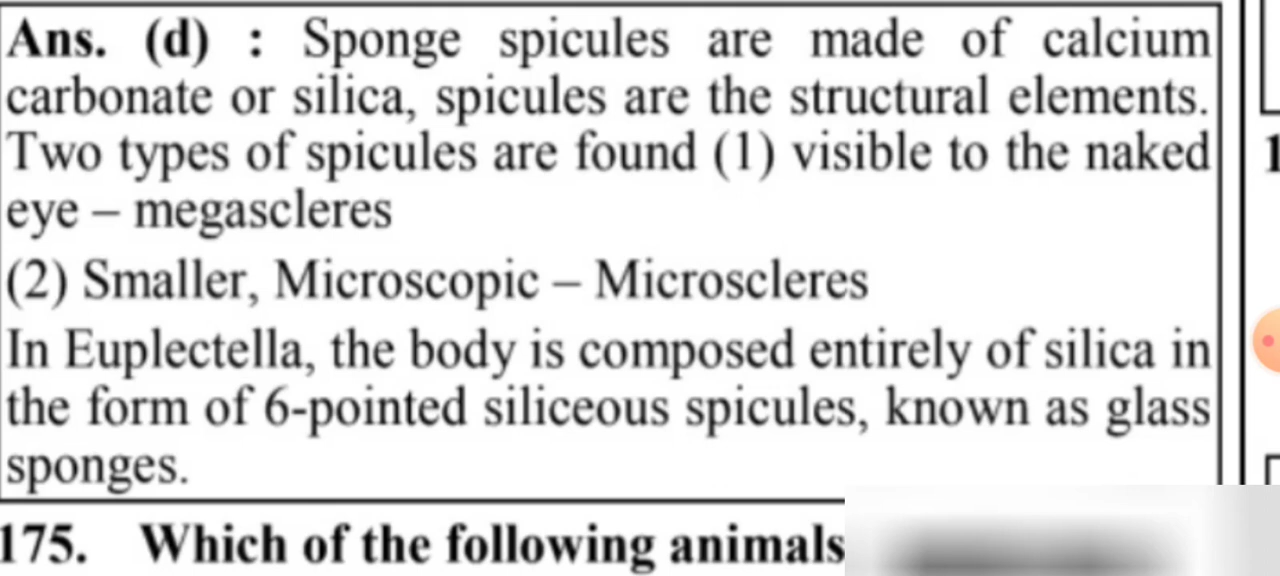 Ans. (d) : Sponge spicules are made of calcium
carbonate or silica, spicules are the structural elements.
Two types of spicules are found (1) visible to the naked
eye – megascleres
(2) Smaller, Microscopic – Microscleres
In Euplectella, the body is composed entirely of silica in
the form of 6-pointed siliceous spicules, known as glass
sponges.
175. Which of the following animals
1